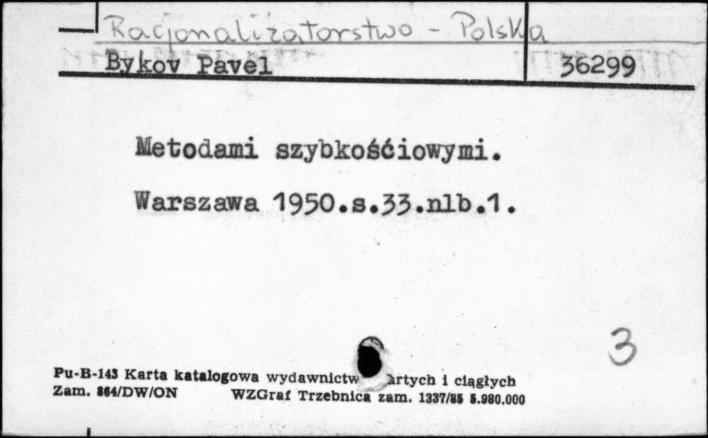 Racjonalizatorstwo - Polska
Bykov Pavel 36299
Metodami szybkośćiowymi.
Warszawa 1950.s.33.nlb.1.
3
Pu-B-143 Karta katalogowa wydawnictw artych i ciągłych
Zam. 864/DW/ON WZGraf Trzebnica zam. 1337/85 5.980.000